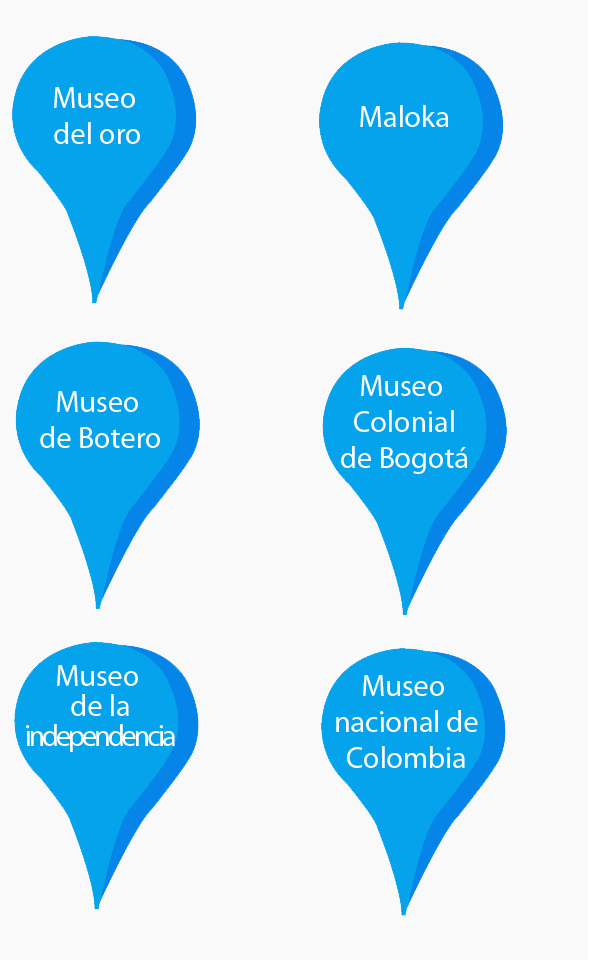 Museo
del oro
Maloka
Museo
de Botero
Museo
Colonial
de Bogotá
Museo
de la
independencia
Museo
nacional de
Colombia